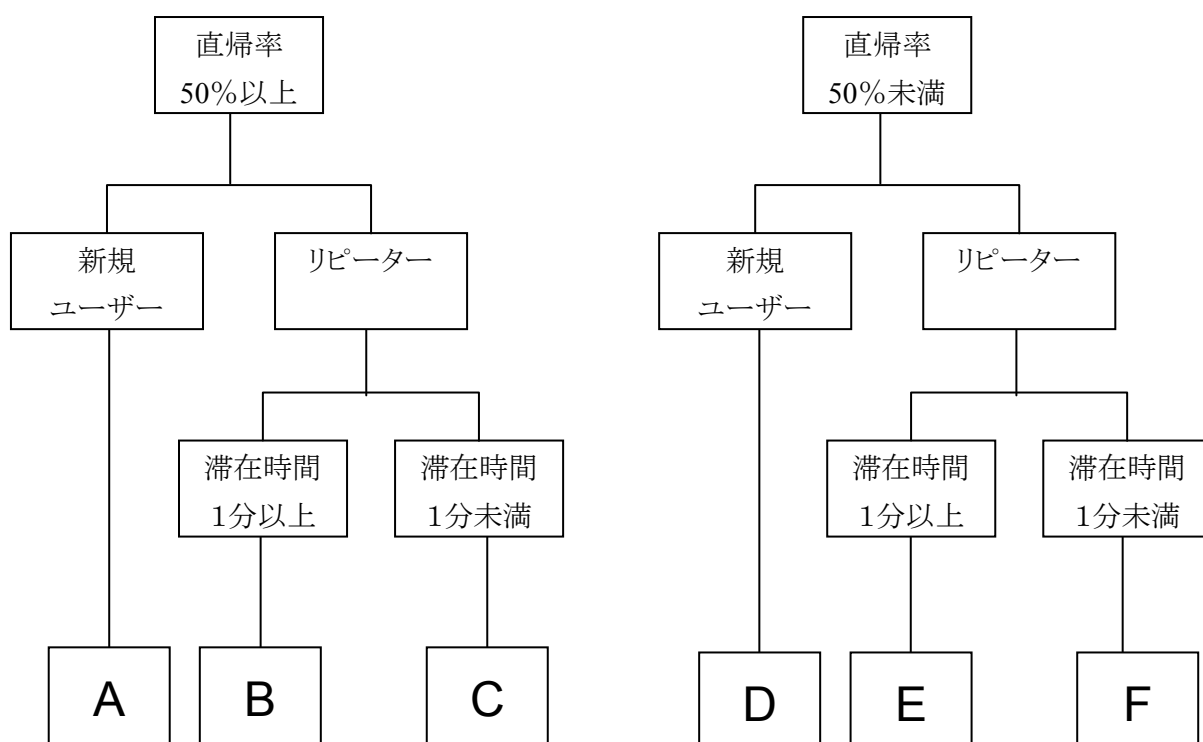 直帰率
50%以上
直帰率
50%未満
新規
ユーザー
リピーター
新規
ユーザー
リピーター
滞在時間
1分以上
滞在時間
1分未満
滞在時間
1分以上
滞在時間
1分未満
A
B
C
D
E
F